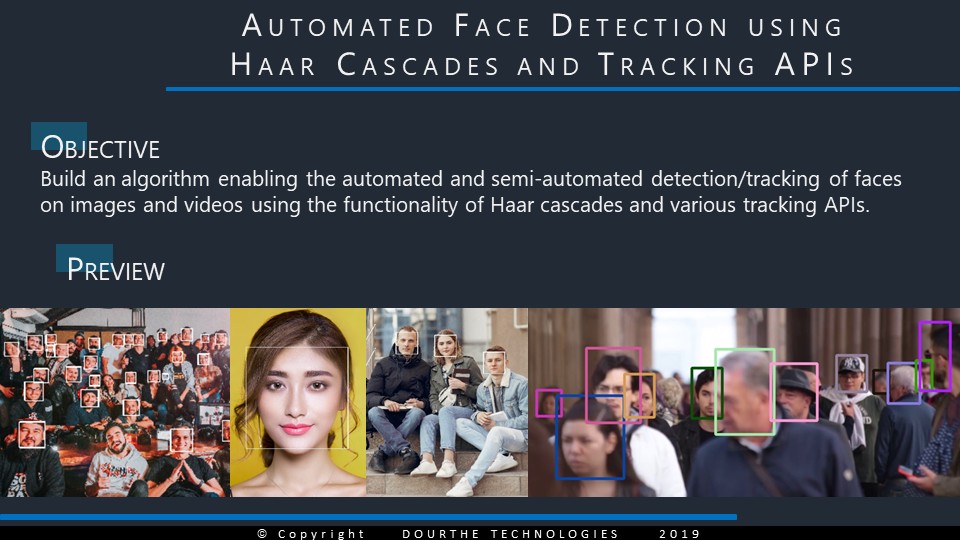 Automated Face Detection using
Haar Cascades and Tracking APIs
Objective
Build an algorithm enabling the automated and semi-automated detection/tracking of faces
on images and videos using the functionality of Haar cascades and various tracking APIs.
Preview
© Copyright DOURTHE TECHNOLOGIES 2019